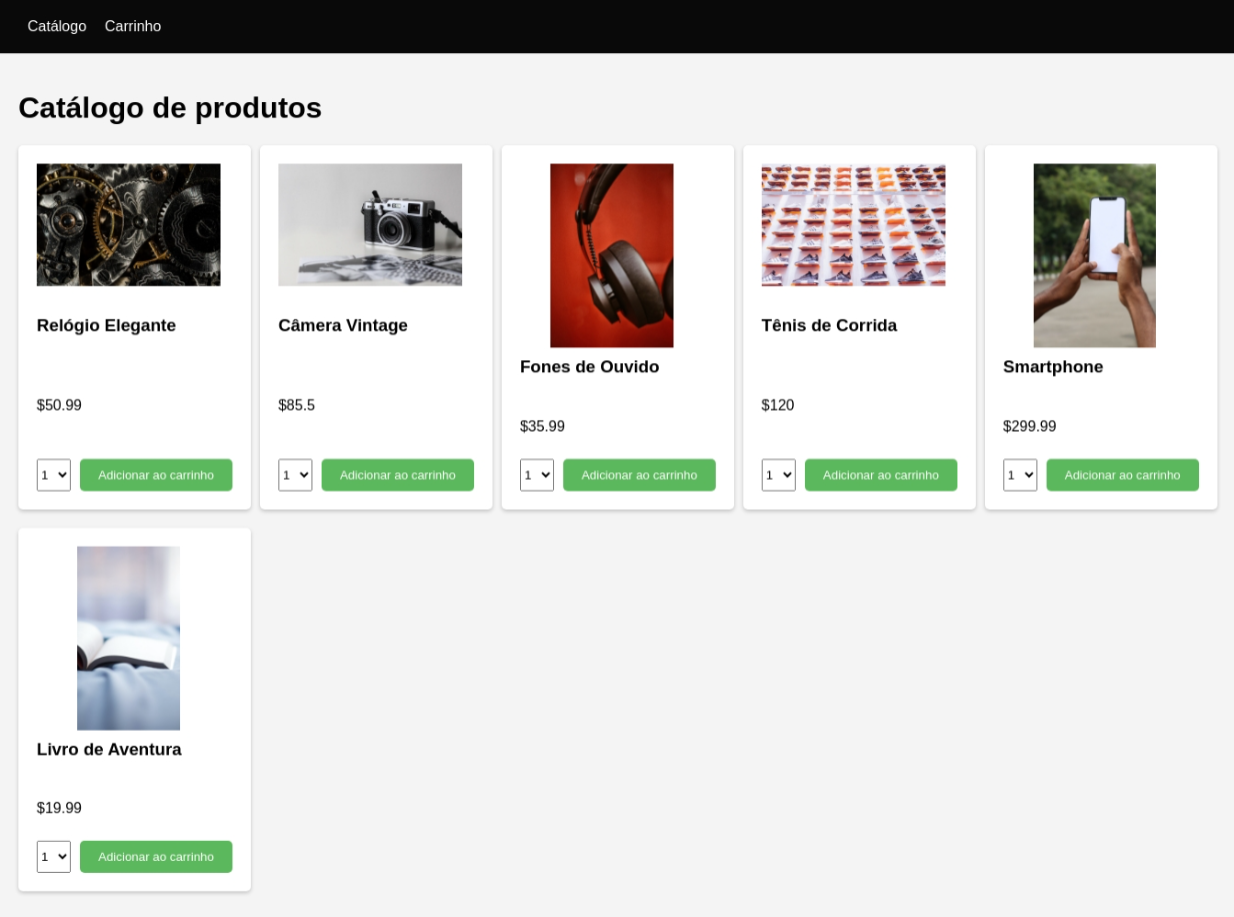 Catálogo Carrinho
Catálogo de produtos
Relógio Elegante
$50.99
1 Adicionar ao carrinho
Câmera Vintage
$85.5
1 Adicionar ao carrinho
Fones de Ouvido
$35.99
1 Adicionar ao carrinho
Tênis de Corrida
$120
1 Adicionar ao carrinho
Smartphone
$299.99
1 Adicionar ao carrinho
Livro de Aventura
$19.99
1 Adicionar ao carrinho